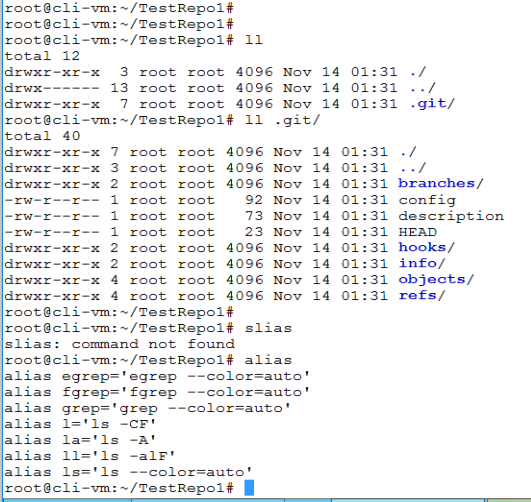 root@cli-vm:~/TestRepo1#
root@cli-vm:~/TestRepo1#
root@cli-vm:~/TestRepo1# ll
total 12
drwxr-xr-x  3 root root 4096 Nov 14 01:31 ./
drwx------ 13 root root 4096 Nov 14 01:31 ../
drwxr-xr-x  7 root root 4096 Nov 14 01:31 .git/
root@cli-vm:~/TestRepo1# ll .git/
total 40
drwxr-xr-x 7 root root 4096 Nov 14 01:31 ./
drwxr-xr-x 3 root root 4096 Nov 14 01:31 ../
drwxr-xr-x 2 root root 4096 Nov 14 01:31 branches/
-rw-r--r-- 1 root root   92 Nov 14 01:31 config
-rw-r--r-- 1 root root   73 Nov 14 01:31 description
-rw-r--r-- 1 root root   23 Nov 14 01:31 HEAD
drwxr-xr-x 2 root root 4096 Nov 14 01:31 hooks/
drwxr-xr-x 2 root root 4096 Nov 14 01:31 info/
drwxr-xr-x 4 root root 4096 Nov 14 01:31 objects/
drwxr-xr-x 4 root root 4096 Nov 14 01:31 refs/
root@cli-vm:~/TestRepo1#
root@cli-vm:~/TestRepo1# slias
slias: command not found
root@cli-vm:~/TestRepo1# alias
alias egrep='egrep --color=auto'
alias fgrep='fgrep --color=auto'
alias grep='grep --color=auto'
alias l='ls -CF'
alias la='ls -A'
alias ll='ls -alF'
alias ls='ls --color=auto'
root@cli-vm:~/TestRepo1#